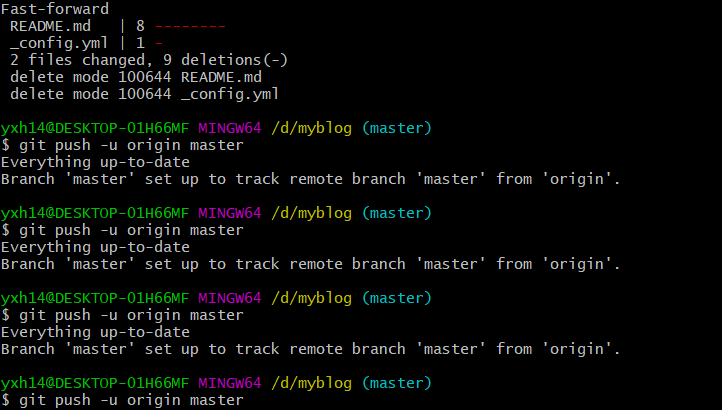 Fast-forward
 README.md   | 8 --------
 _config.yml | 1 -
 2 files changed, 9 deletions(-)
 delete mode 100644 README.md
 delete mode 100644 _config.yml
yxh14@DESKTOP-O1H66MF MINGW64 /d/myblog (master)
$ git push -u origin master
Everything up-to-date
Branch 'master' set up to track remote branch 'master' from 'origin'.
yxh14@DESKTOP-O1H66MF MINGW64 /d/myblog (master)
$ git push -u origin master
Everything up-to-date
Branch 'master' set up to track remote branch 'master' from 'origin'.
yxh14@DESKTOP-O1H66MF MINGW64 /d/myblog (master)
$ git push -u origin master
Everything up-to-date
Branch 'master' set up to track remote branch 'master' from 'origin'.
yxh14@DESKTOP-O1H66MF MINGW64 /d/myblog (master)
$ git push -u origin master